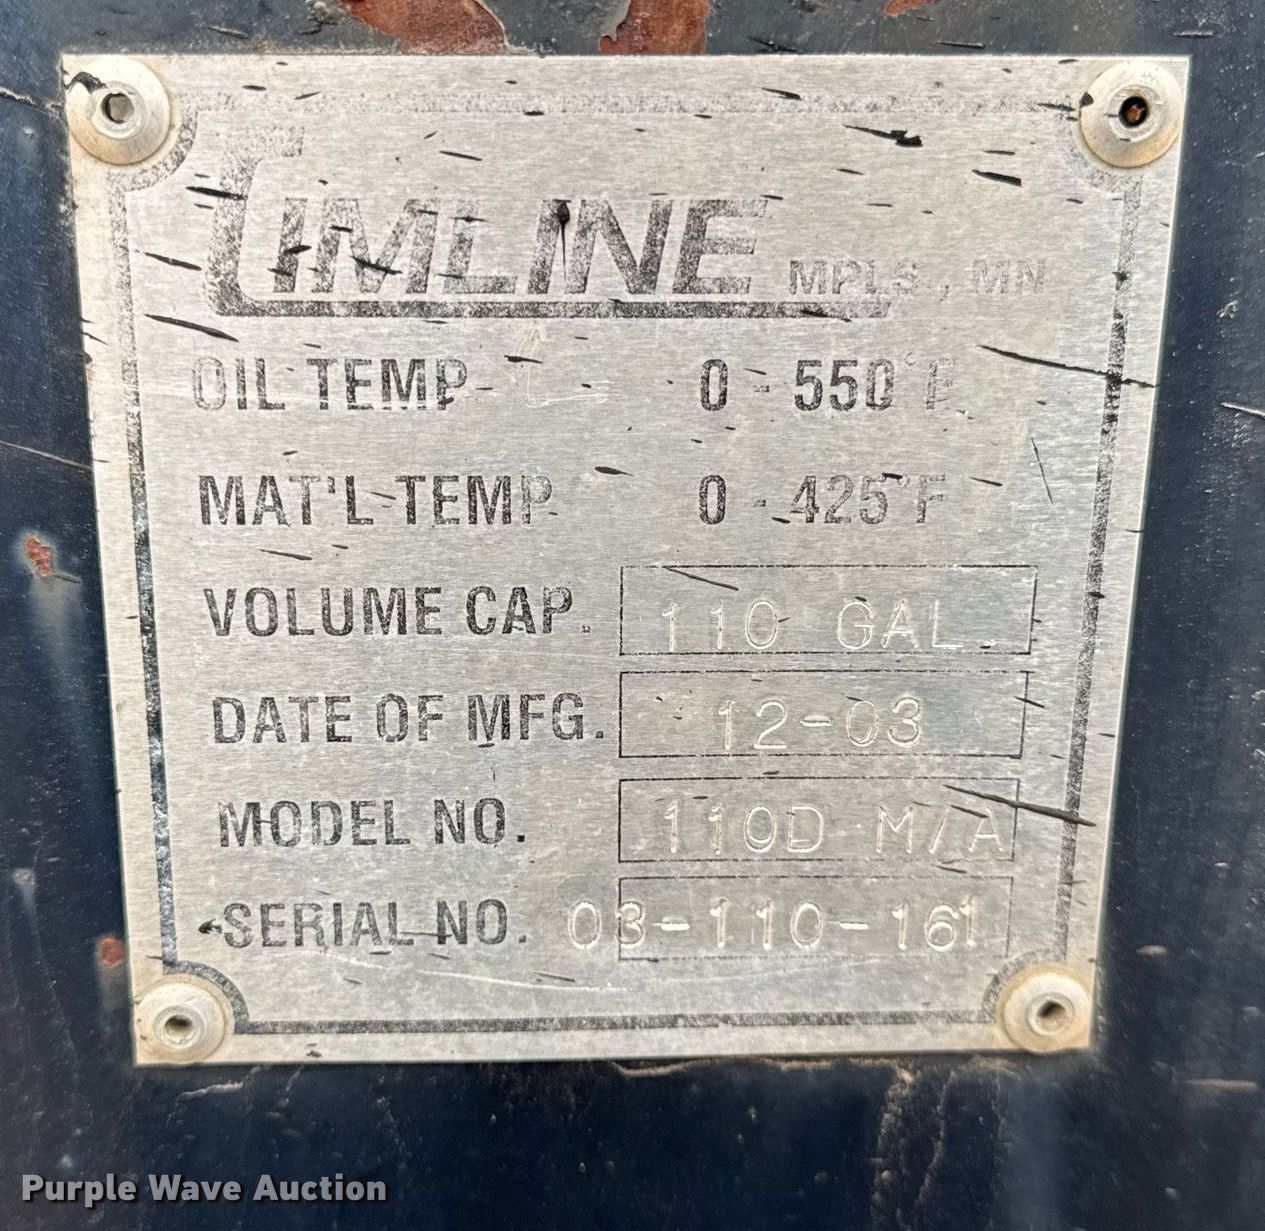 CIMLINE MPLS., MN
OIL TEMP 0 - 550°F
MAT'L TEMP 0 - 425°F
VOLUME CAP. 110 GAL.
DATE OF MFG. 12-03
MODEL NO. 110D M/A
SERIAL NO. 03-110-161
Purple Wave Auction